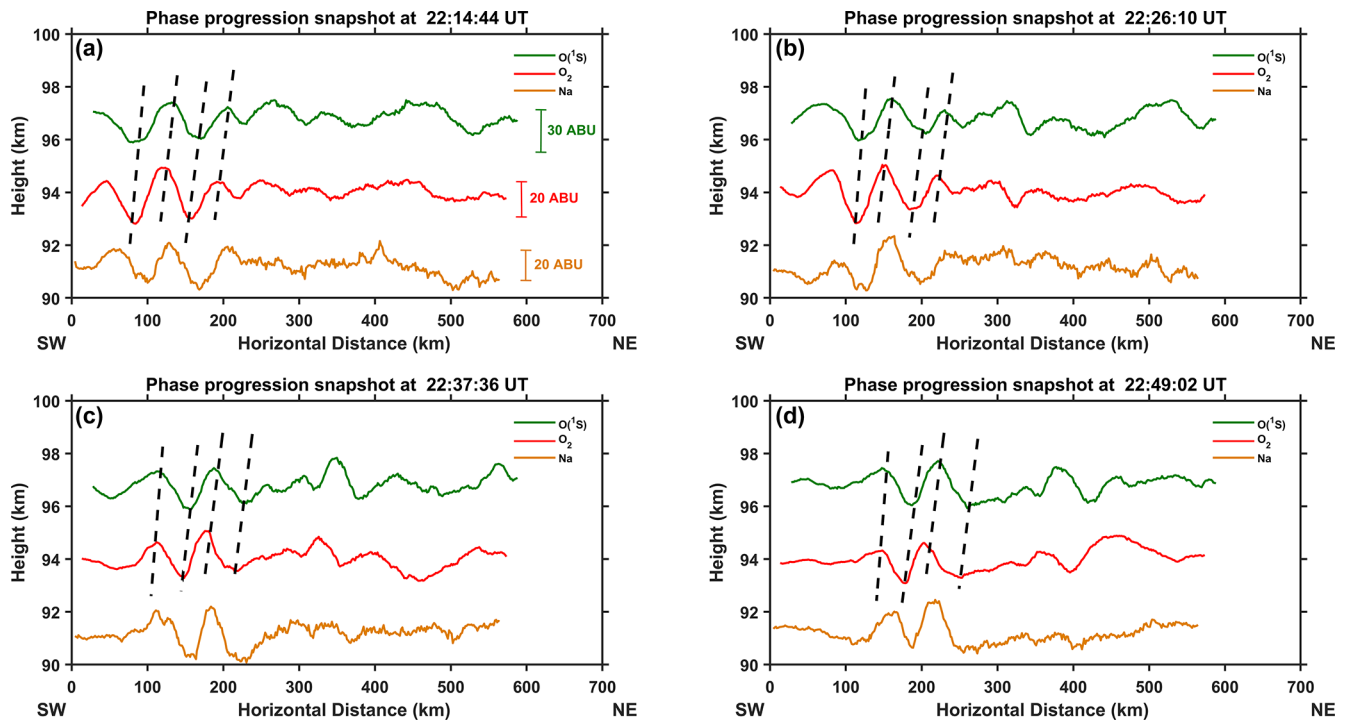 Phase progression snapshot at 22:14:44 UT
(a)
O(¹S)
O₂
Na
30 ABU
20 ABU
20 ABU
Height (km)
100
98
96
94
92
90
0 100 200 300 400 500 600 700
SW Horizontal Distance (km) NE
Phase progression snapshot at 22:26:10 UT
(b)
O(¹S)
O₂
Na
Height (km)
100
98
96
94
92
90
0 100 200 300 400 500 600 700
SW Horizontal Distance (km) NE
Phase progression snapshot at 22:37:36 UT
(c)
O(¹S)
O₂
Na
Height (km)
100
98
96
94
92
90
0 100 200 300 400 500 600 700
SW Horizontal Distance (km) NE
Phase progression snapshot at 22:49:02 UT
(d)
O(¹S)
O₂
Na
Height (km)
100
98
96
94
92
90
0 100 200 300 400 500 600 700
SW Horizontal Distance (km) NE